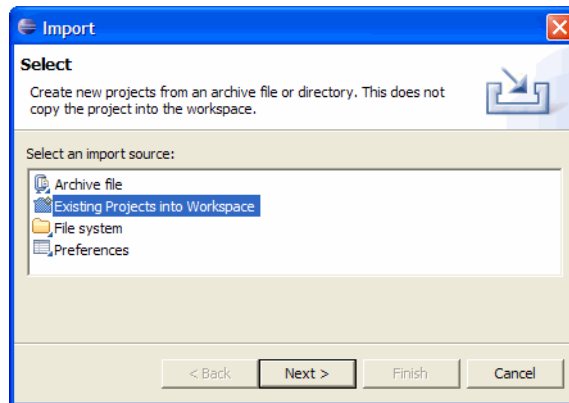 Import
Select
Create new projects from an archive file or directory. This does not
copy the project into the workspace.
Select an import source:
Archive file
Existing Projects into Workspace
File system
Preferences
< Back
Next >
Finish
Cancel